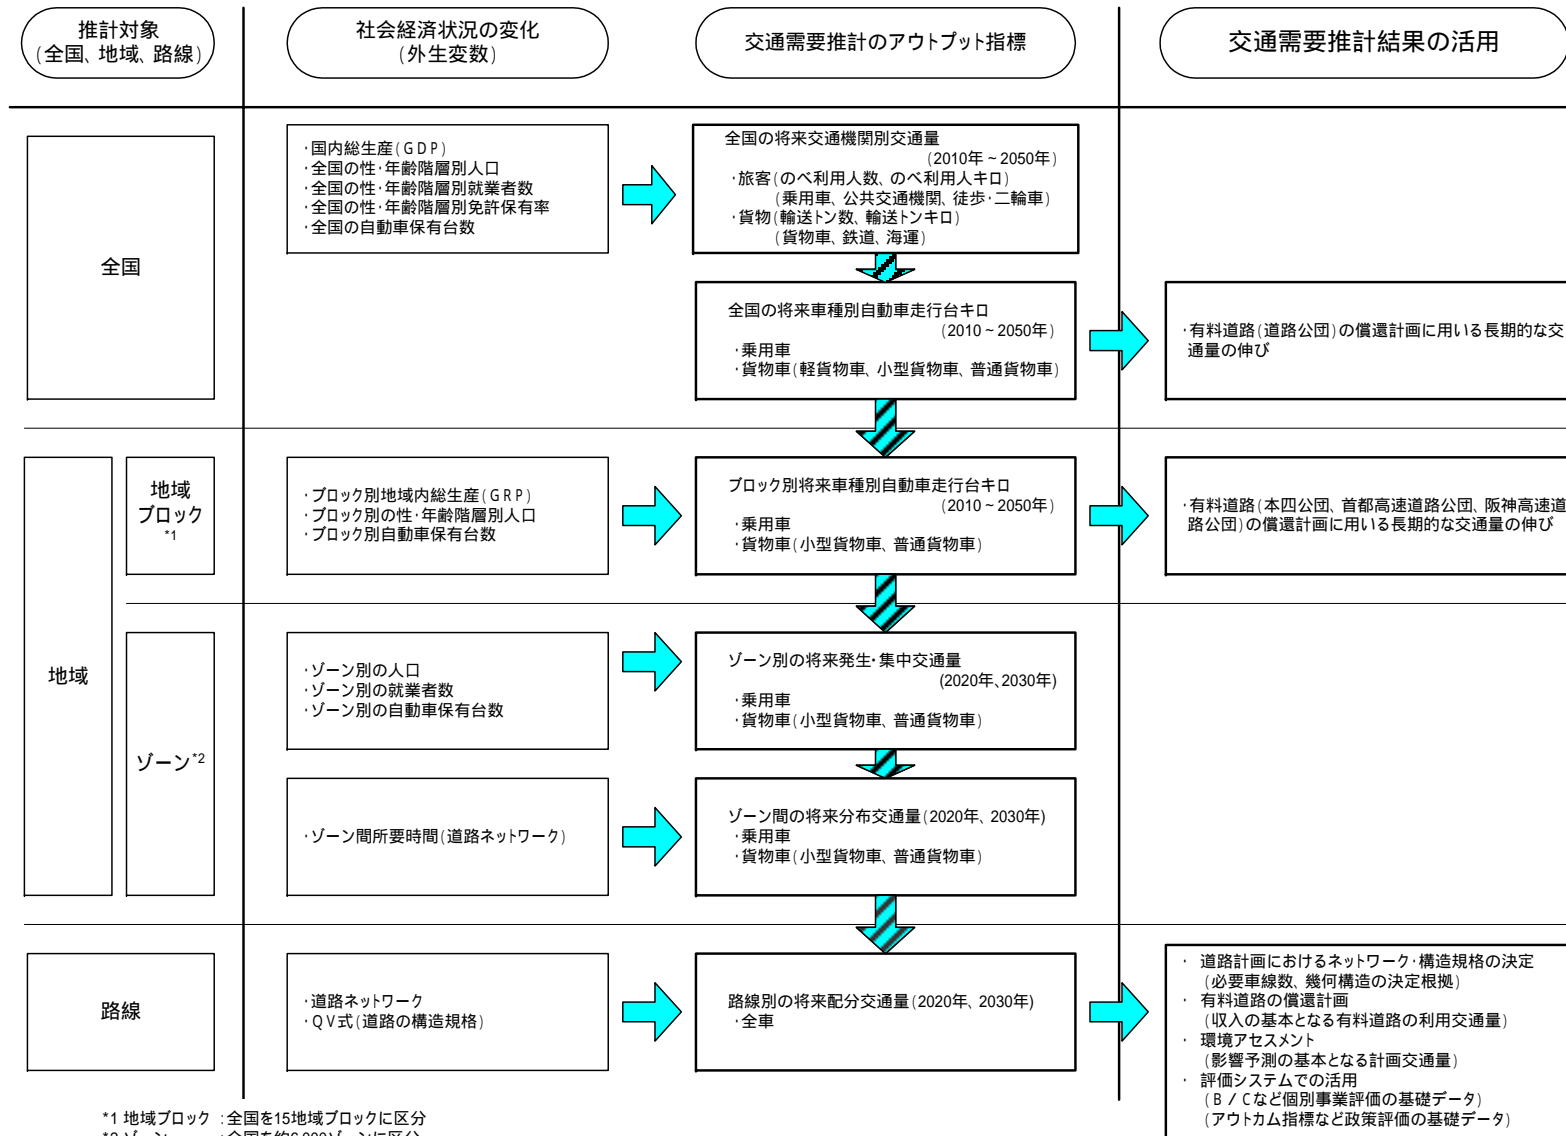 推計対象
(全国、地域、路線)
社会経済状況の変化
(外生変数)
交通需要推計のアウトプット指標
交通需要推計結果の活用
全国
・国内総生産(GDP)
・全国の性・年齢階層別人口
・全国の性・年齢階層別就業者数
・全国の性・年齢階層別免許保有率
・全国の自動車保有台数
全国の将来交通機関別交通量
(2010年~2050年)
・旅客(のべ利用人数、のべ利用人キロ)
(乗用車、公共交通機関、徒歩・二輪車)
・貨物(輸送トン数、輸送トンキロ)
(貨物車、鉄道、海運)
全国の将来車種別自動車走行台キロ
(2010~2050年)
・乗用車
・貨物車(軽貨物車、小型貨物車、普通貨物車)
・有料道路(道路公団)の償還計画に用いる長期的な交
通量の伸び
地域
地域
ブロック
*1
・ブロック別地域内総生産(GRP)
・ブロック別の性・年齢階層別人口
・ブロック別自動車保有台数
ブロック別将来車種別自動車走行台キロ
(2010~2050年)
・乗用車
・貨物車(小型貨物車、普通貨物車)
・有料道路(本四公団、首都高速道路公団、阪神高速道
路公団)の償還計画に用いる長期的な交通量の伸び
ゾーン*2
・ゾーン別の人口
・ゾーン別の就業者数
・ゾーン別の自動車保有台数
ゾーン別の将来発生・集中交通量
(2020年、2030年)
・乗用車
・貨物車(小型貨物車、普通貨物車)
・ゾーン間所要時間(道路ネットワーク)
ゾーン間の将来分布交通量(2020年、2030年)
・乗用車
・貨物車(小型貨物車、普通貨物車)
路線
・道路ネットワーク
・QV式(道路の構造規格)
路線別の将来配分交通量(2020年、2030年)
・全車
・ 道路計画におけるネットワーク・構造規格の決定
(必要車線数、幾何構造の決定根拠)
・ 有料道路の償還計画
(収入の基本となる有料道路の利用交通量)
・ 環境アセスメント
(影響予測の基本となる計画交通量)
・ 評価システムでの活用
(B/Cなど個別事業評価の基礎データ)
(アウトカム指標など政策評価の基礎データ)
*1 地域ブロック :全国を15地域ブロックに区分